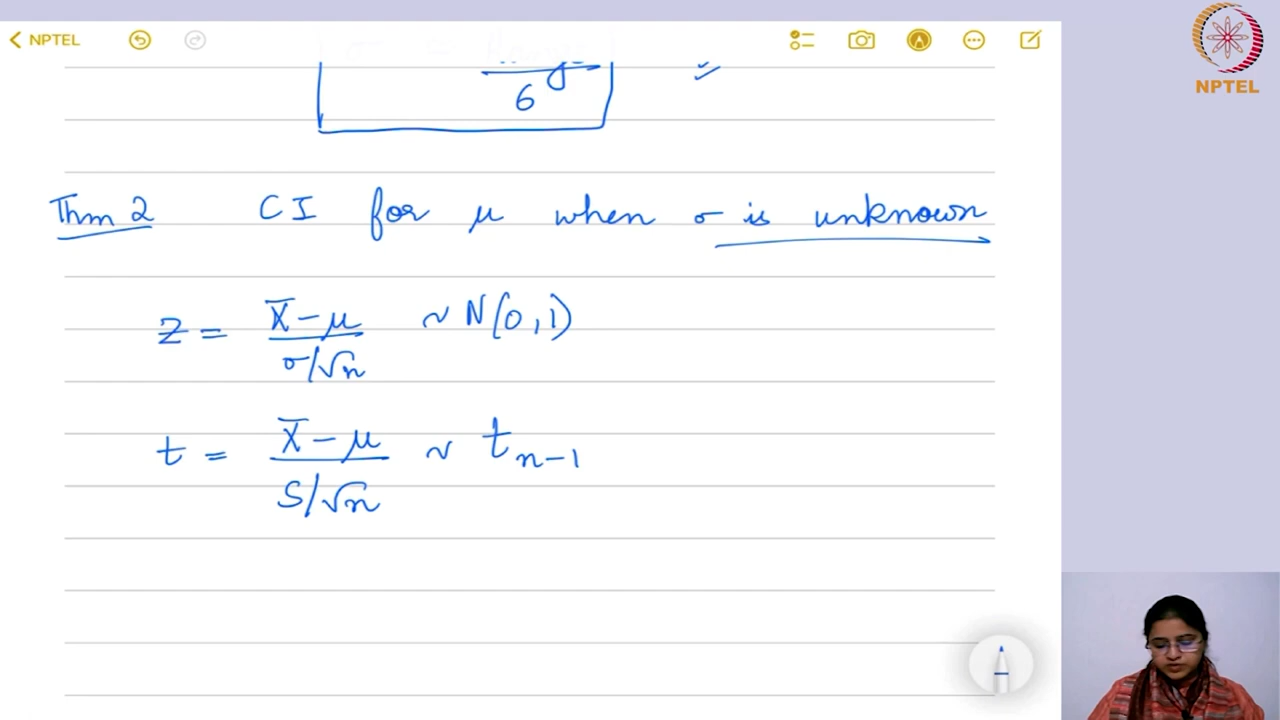 NPTEL
NPTEL
6
Thm 2 CI for μ when σ is unknown
Z = X̄ - μ / σ/√n ~ N(0,1)
t = X̄ - μ / S/√n ~ t_{n-1}